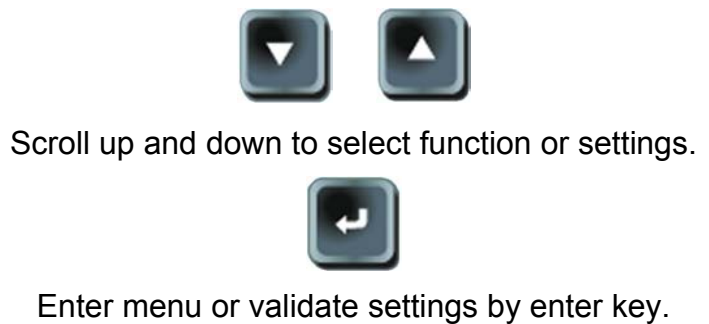 Scroll up and down to select function or settings.
Enter menu or validate settings by enter key.